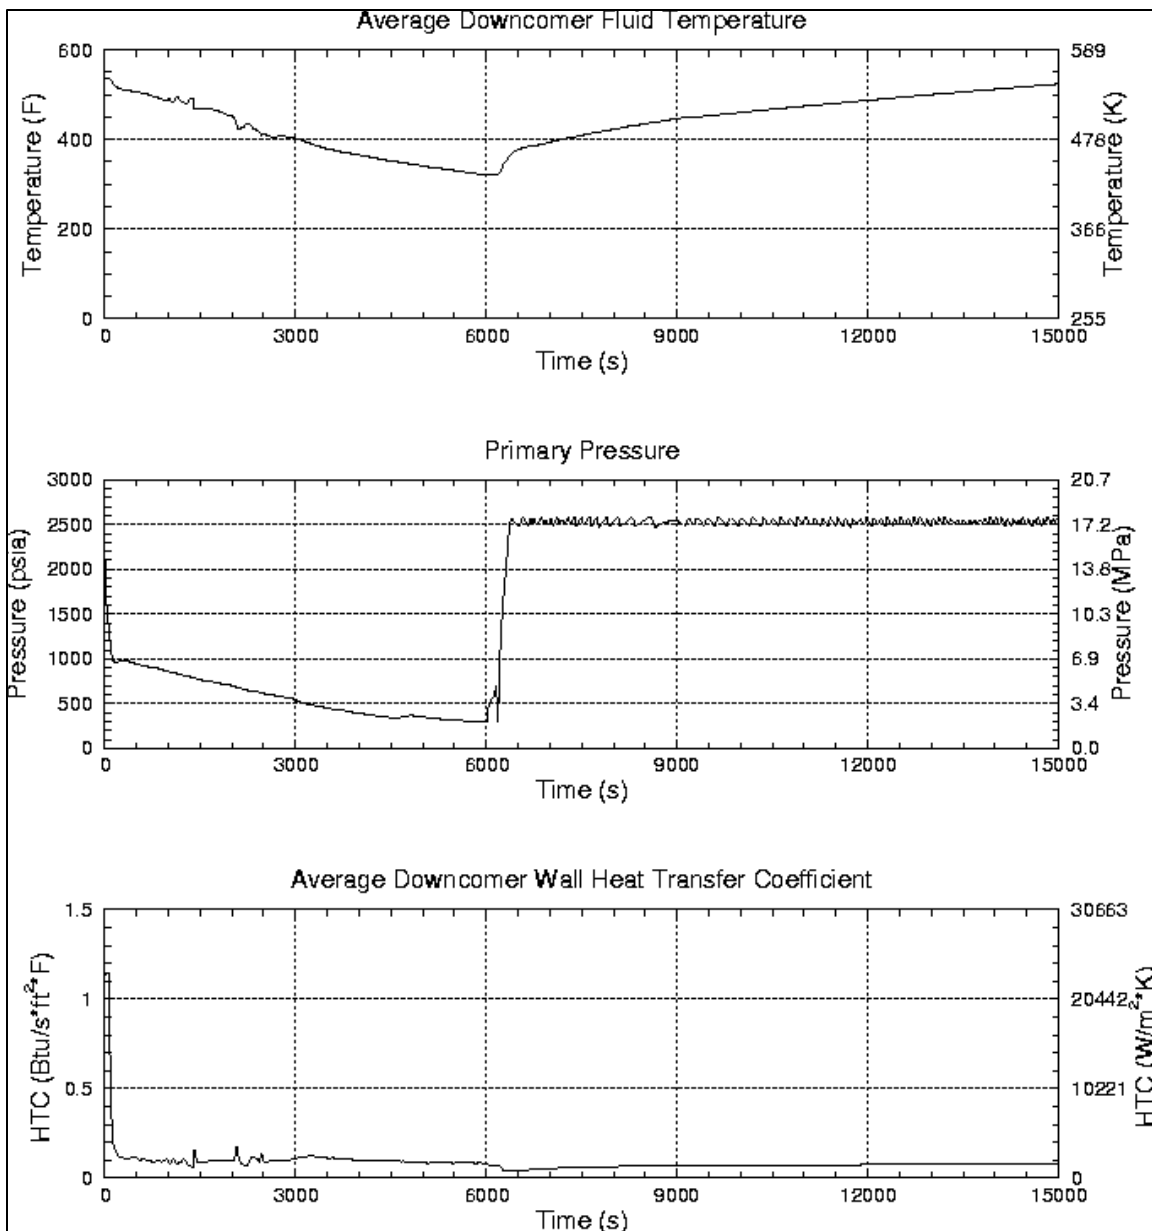 Average Downcomer Fluid Temperature
600 589
400 478
200 366
0 255
Temperature (F)
Temperature (K)
0 3000 6000 9000 12000 15000
Time (s)
Primary Pressure
3000 20.7
2500 17.2
2000 13.8
1500 10.3
1000 6.9
500 3.4
0 0.0
Pressure (psia)
Pressure (MPa)
0 3000 6000 9000 12000 15000
Time (s)
Average Downcomer Wall Heat Transfer Coefficient
1.5 30663
1 20442
0.5 10221
0 0
HTC (Btu/s*ft²*F)
HTC (W/m²*K)
0 3000 6000 9000 12000 15000
Time (s)